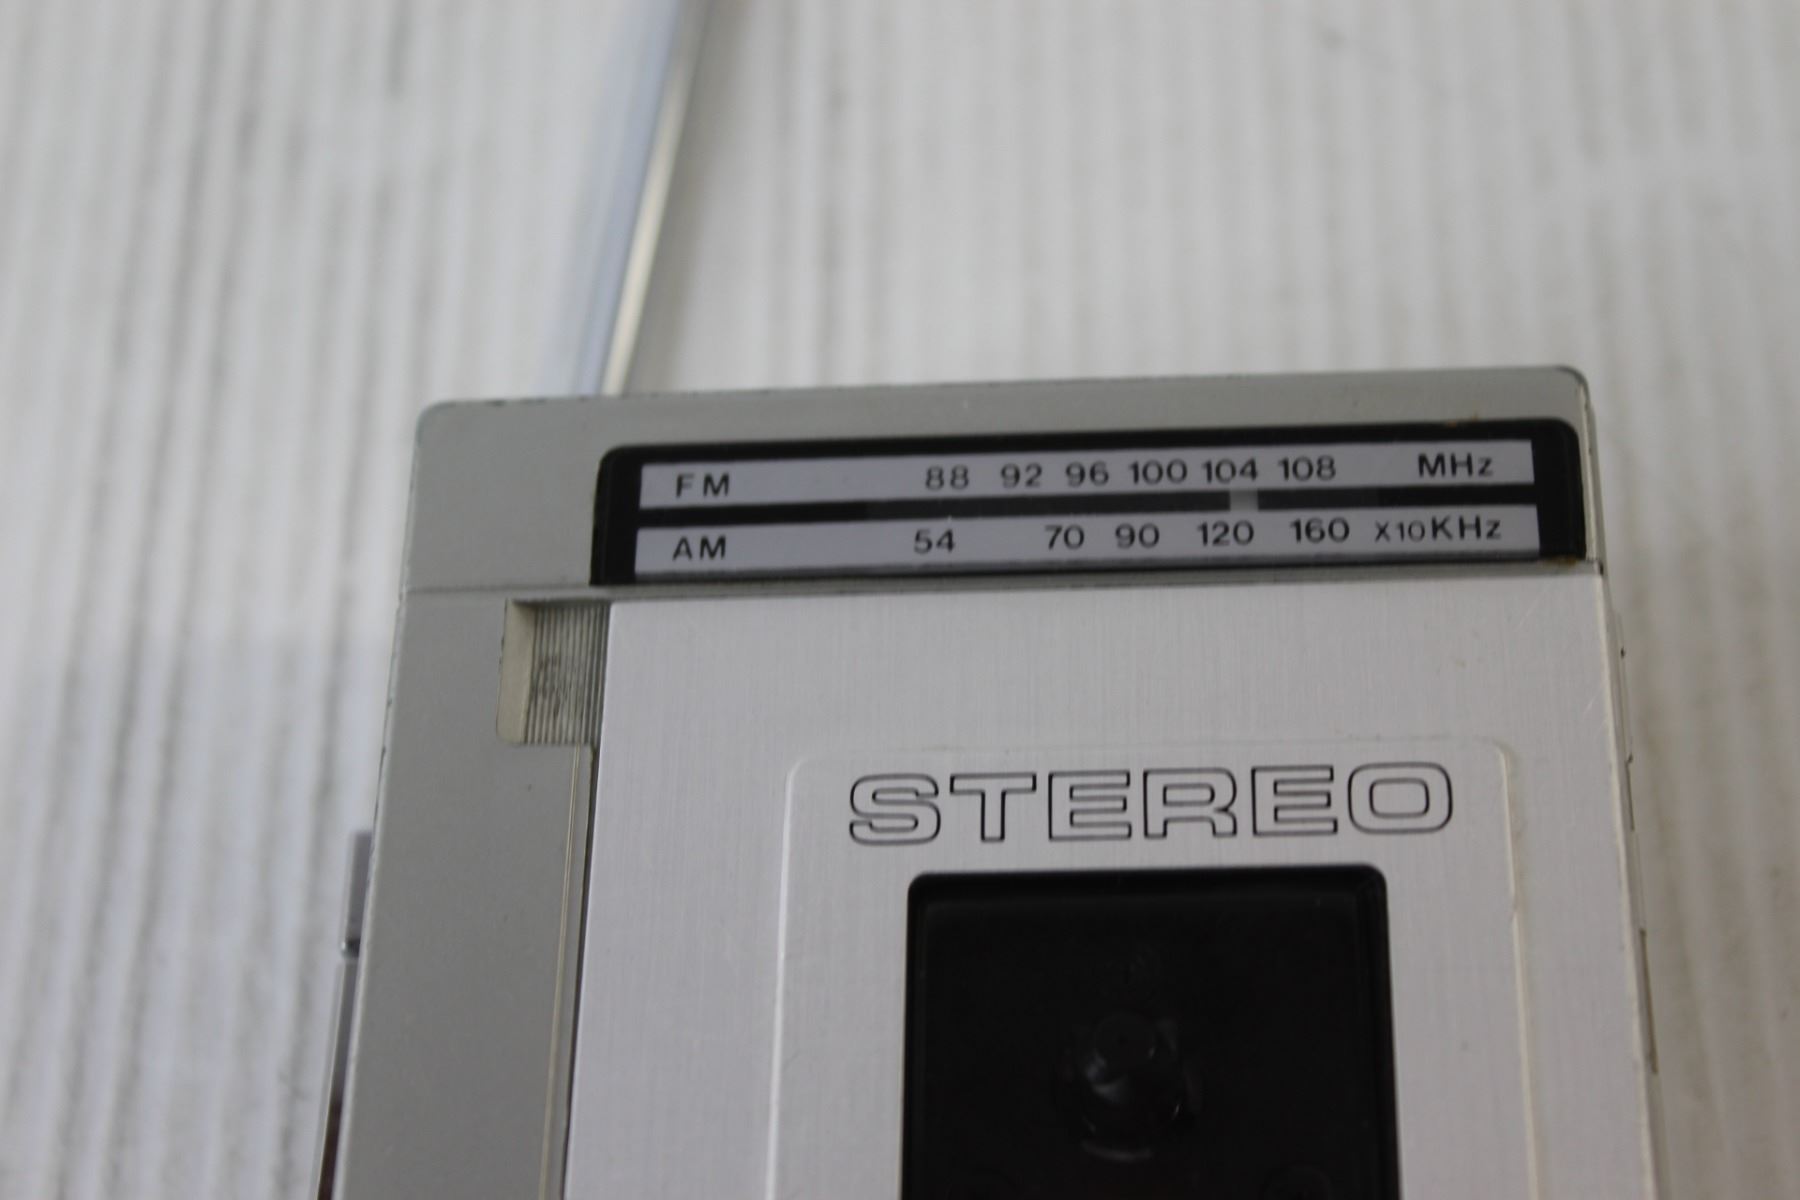 FM 88 92 96 100 104 108 MHz
AM 54 70 90 120 160 X10KHz
STEREO